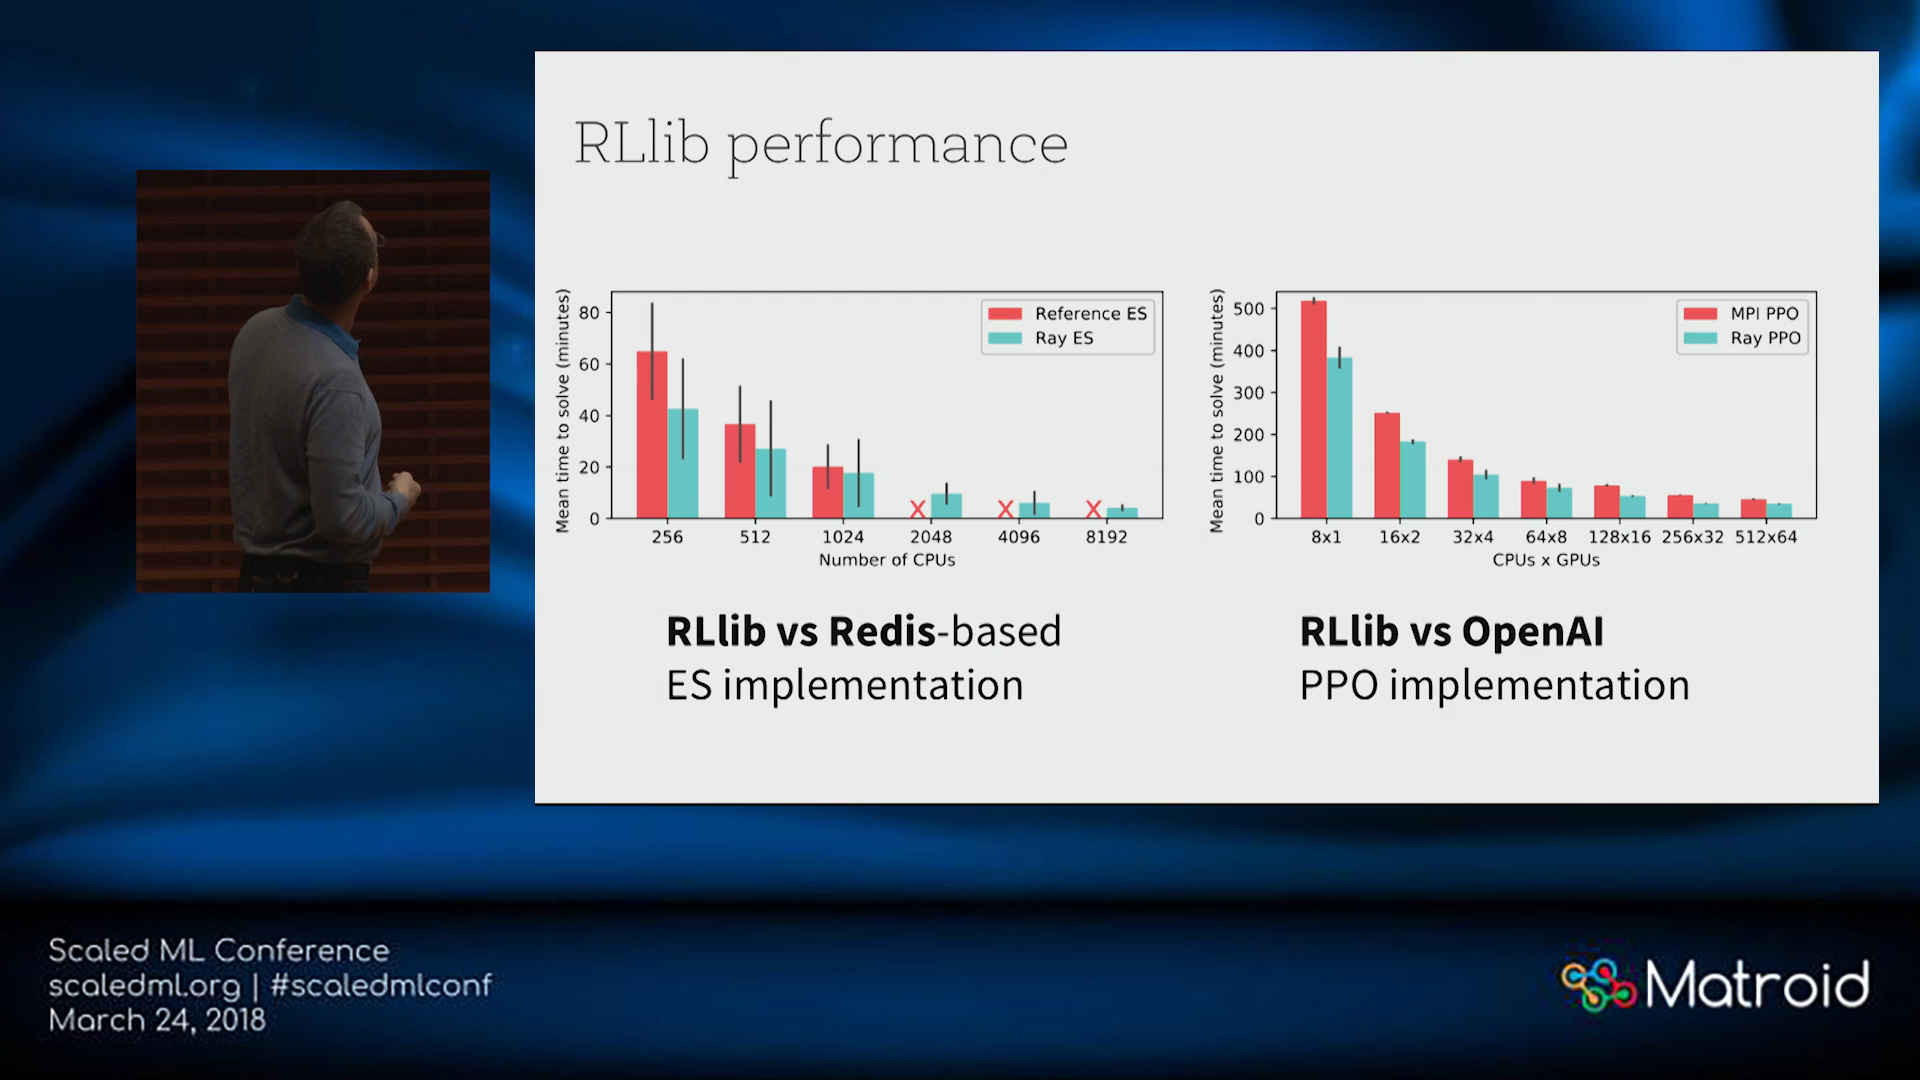 RLlib performance
Mean time to solve (minutes)
80
60
40
20
0
Reference ES
Ray ES
X X X
256 512 1024 2048 4096 8192
Number of CPUs
Mean time to solve (minutes)
500
400
300
200
100
0
MPI PPO
Ray PPO
8x1 16x2 32x4 64x8 128x16 256x32 512x64
CPUs x GPUs
RLlib vs Redis-based
ES implementation
RLlib vs OpenAI
PPO implementation
Scaled ML Conference
scaledml.org | #scaledmlconf
March 24, 2018
Matroid